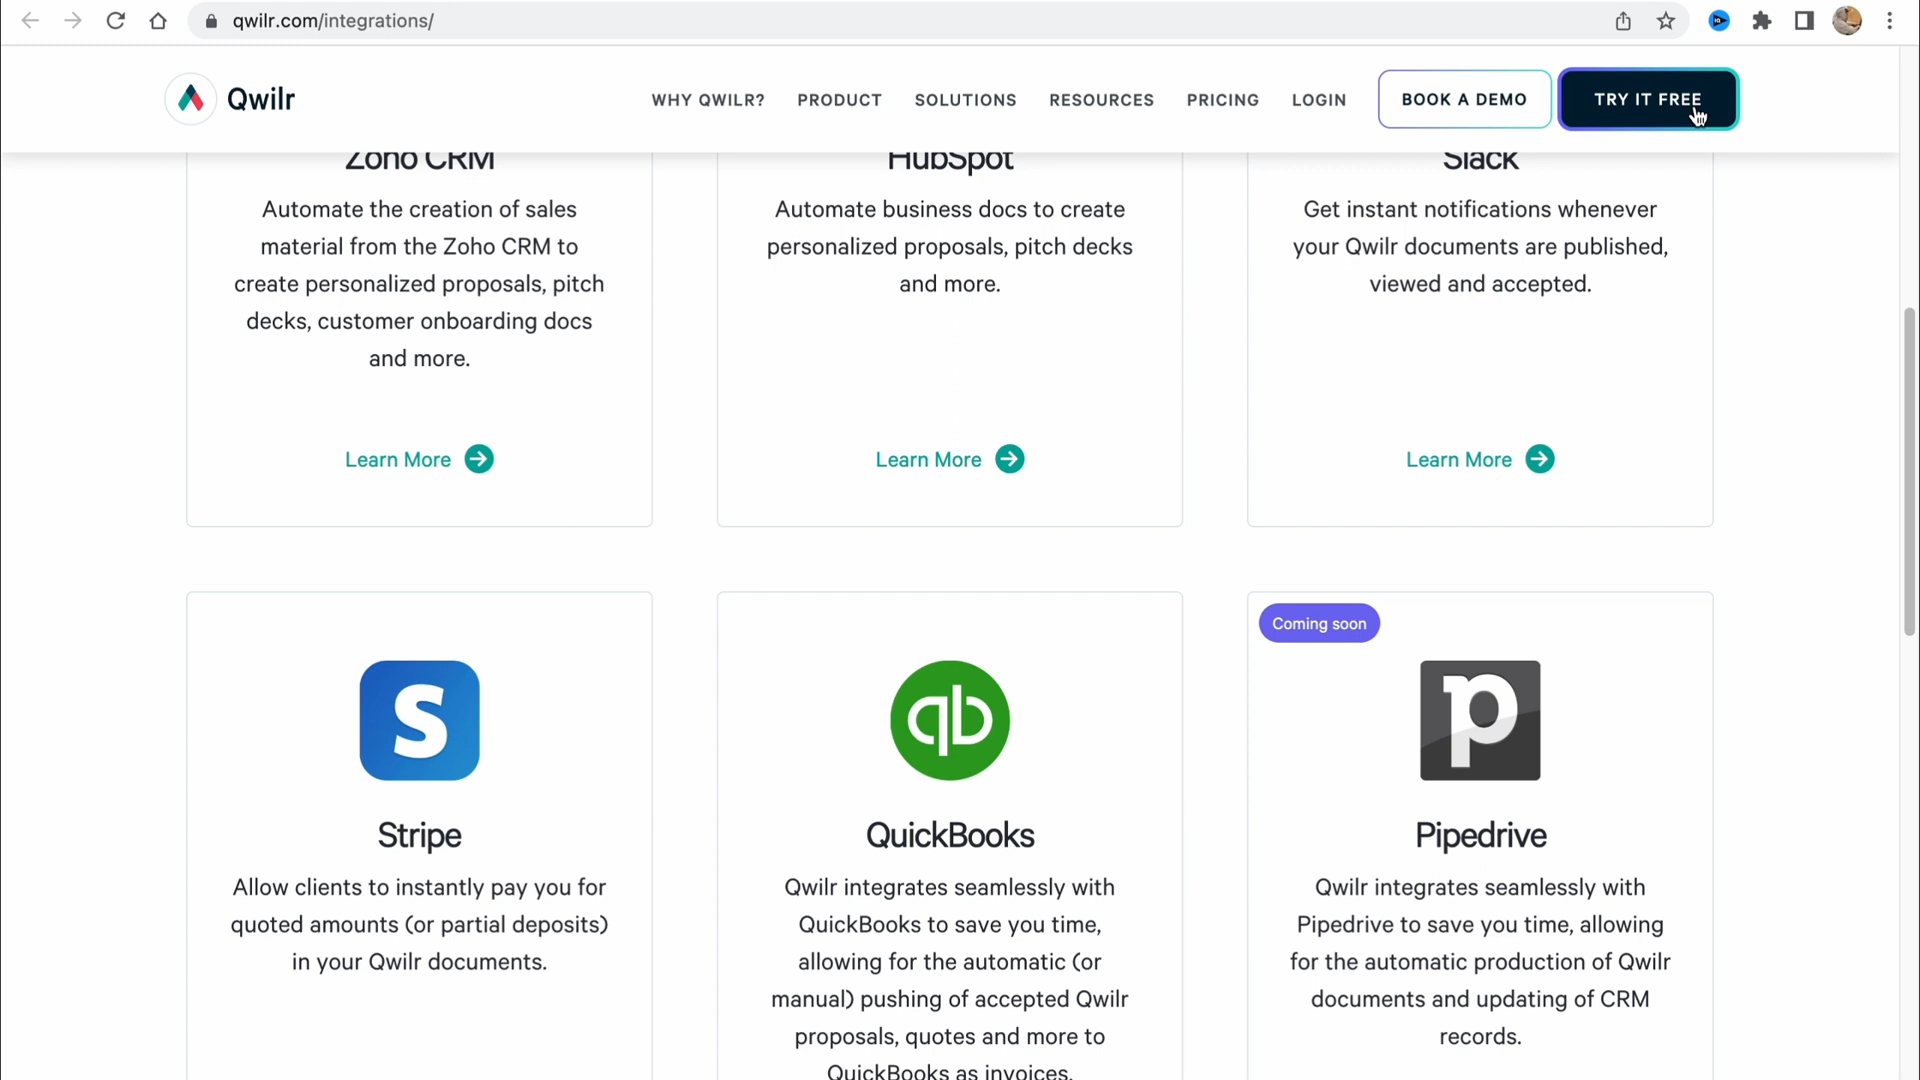 qwilr.com/integrations/
Qwilr
WHY QWILR?
PRODUCT
SOLUTIONS
RESOURCES
PRICING
LOGIN
BOOK A DEMO
TRY IT FREE
Zoho CRM
Automate the creation of sales
material from the Zoho CRM to
create personalized proposals, pitch
decks, customer onboarding docs
and more.
Learn More
HubSpot
Automate business docs to create
personalized proposals, pitch decks
and more.
Learn More
Slack
Get instant notifications whenever
your Qwilr documents are published,
viewed and accepted.
Learn More
S
Stripe
Allow clients to instantly pay you for
quoted amounts (or partial deposits)
in your Qwilr documents.
qb
QuickBooks
Qwilr integrates seamlessly with
QuickBooks to save you time,
allowing for the automatic (or
manual) pushing of accepted Qwilr
proposals, quotes and more to
QuickBooks as invoices.
Coming soon
p
Pipedrive
Qwilr integrates seamlessly with
Pipedrive to save you time, allowing
for the automatic production of Qwilr
documents and updating of CRM
records.